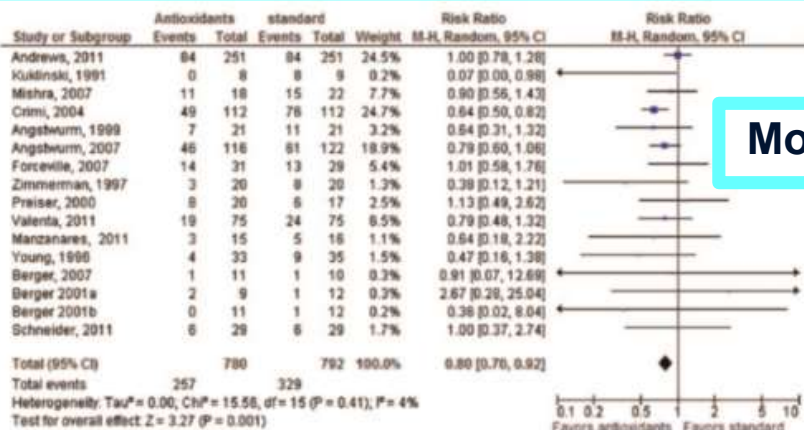 Antioxidants standard Risk Ratio Risk Ratio
Study or Subgroup Events Total Events Total Weight M-H, Random, 95% CI M-H, Random, 95% CI
Andrews, 2011 84 251 84 251 24.5% 1.00 [0.78, 1.28]
Kuklinski, 1991 0 8 8 9 0.2% 0.07 [0.00, 0.98]
Mishra, 2007 11 18 15 22 7.7% 0.90 [0.56, 1.43]
Crimi, 2004 49 112 76 112 24.7% 0.64 [0.50, 0.82]
Angstwurm, 1999 7 21 11 21 3.2% 0.64 [0.31, 1.32]
Angstwurm, 2007 46 116 61 122 18.9% 0.79 [0.60, 1.06]
Forceville, 2007 14 31 13 29 5.4% 1.01 [0.58, 1.76]
Zimmerman, 1997 3 20 8 20 1.3% 0.38 [0.12, 1.21]
Preiser, 2000 8 20 6 17 1.1% 1.13 [0.49, 2.62]
Valenta, 2011 19 75 24 75 6.5% 0.79 [0.48, 1.32]
Manzanares, 2011 3 15 5 16 1.1% 0.64 [0.18, 2.22]
Young, 1996 4 33 9 35 1.5% 0.47 [0.16, 1.38]
Berger, 2007 1 11 1 10 0.3% 0.91 [0.07, 12.69]
Berger 2001a 2 9 1 12 0.3% 2.67 [0.28, 25.04]
Berger 2001b 0 11 1 12 0.2% 0.36 [0.02, 8.04]
Schneider, 2011 6 29 6 29 1.7% 1.00 [0.37, 2.74]
Total (95% CI) 780 792 100.0% 0.80 [0.70, 0.92]
Total events 257 329
Heterogeneity: Tau² = 0.00; Chi² = 15.56, df = 15 (P = 0.41); I² = 4%
Test for overall effect: Z = 3.27 (P = 0.001)
0.1 0.2 0.5 1 2 5 10
Favors antioxidants Favors standard
Mo